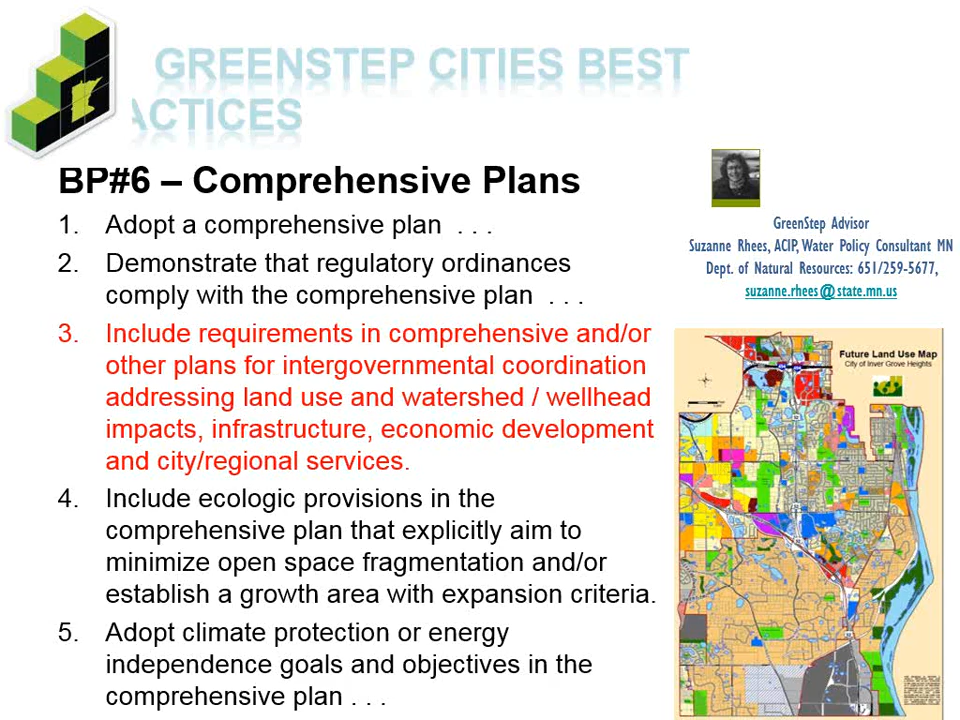 GREENSTEP CITIES BEST
ACTICES
BP#6 – Comprehensive Plans
1. Adopt a comprehensive plan . . .
2. Demonstrate that regulatory ordinances
comply with the comprehensive plan . . .
3. Include requirements in comprehensive and/or
other plans for intergovernmental coordination
addressing land use and watershed / wellhead
impacts, infrastructure, economic development
and city/regional services.
4. Include ecologic provisions in the
comprehensive plan that explicitly aim to
minimize open space fragmentation and/or
establish a growth area with expansion criteria.
5. Adopt climate protection or energy
independence goals and objectives in the
comprehensive plan . . .
GreenStep Advisor
Suzanne Rhees, ACIP, Water Policy Consultant MN
Dept. of Natural Resources: 651/259-5677,
suzanne.rhees@state.mn.us
Future Land Use Map
City of Inver Grove Heights